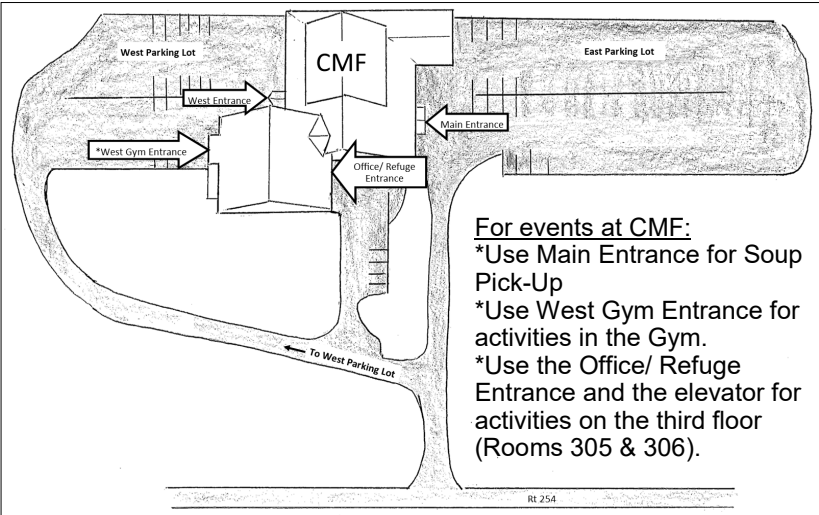 West Parking Lot
East Parking Lot
CMF
West Entrance
Main Entrance
*West Gym Entrance
Office/ Refuge
Entrance
For events at CMF:
*Use Main Entrance for Soup
Pick-Up
*Use West Gym Entrance for
activities in the Gym.
*Use the Office/ Refuge
Entrance and the elevator for
activities on the third floor
(Rooms 305 & 306).
To West Parking Lot
Rt 254